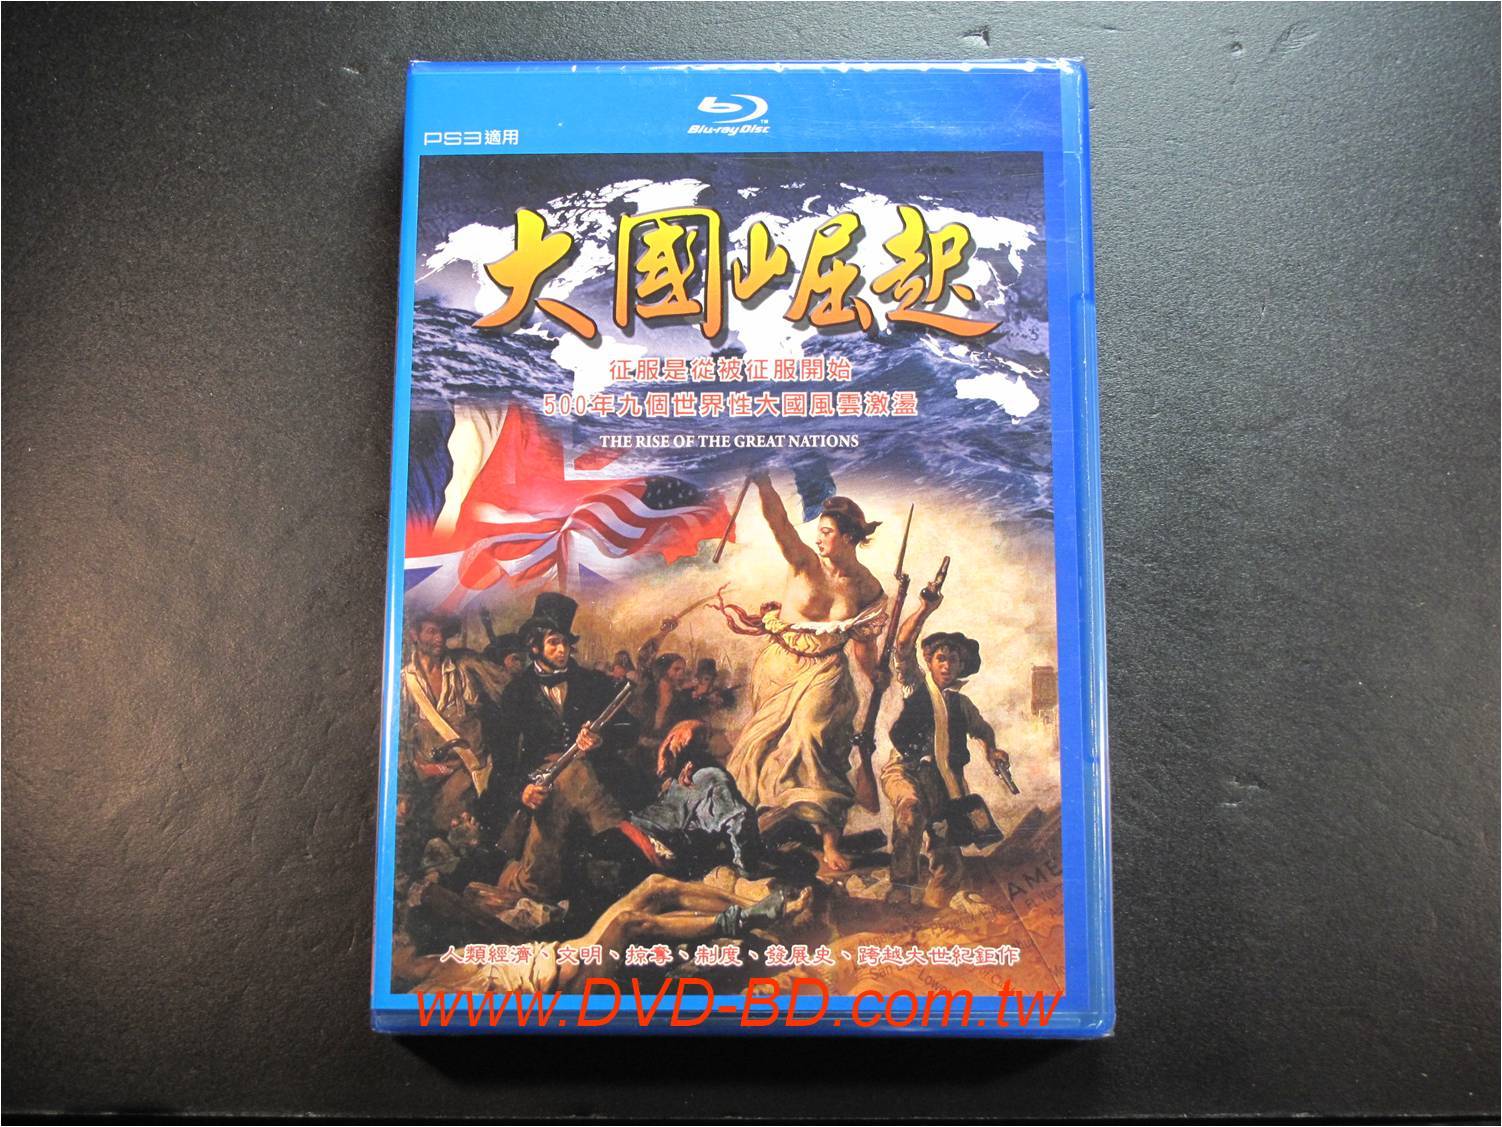 Blu-ray Disc™
PS3適用
大國崛起
征服是從被征服開始
500年九個世界性大國風雲激盪
THE RISE OF THE GREAT NATIONS
AME
人類經濟、文明、掠奪、制度、發展史、跨越大世紀鉅作
www.DVD-BD.com.tw